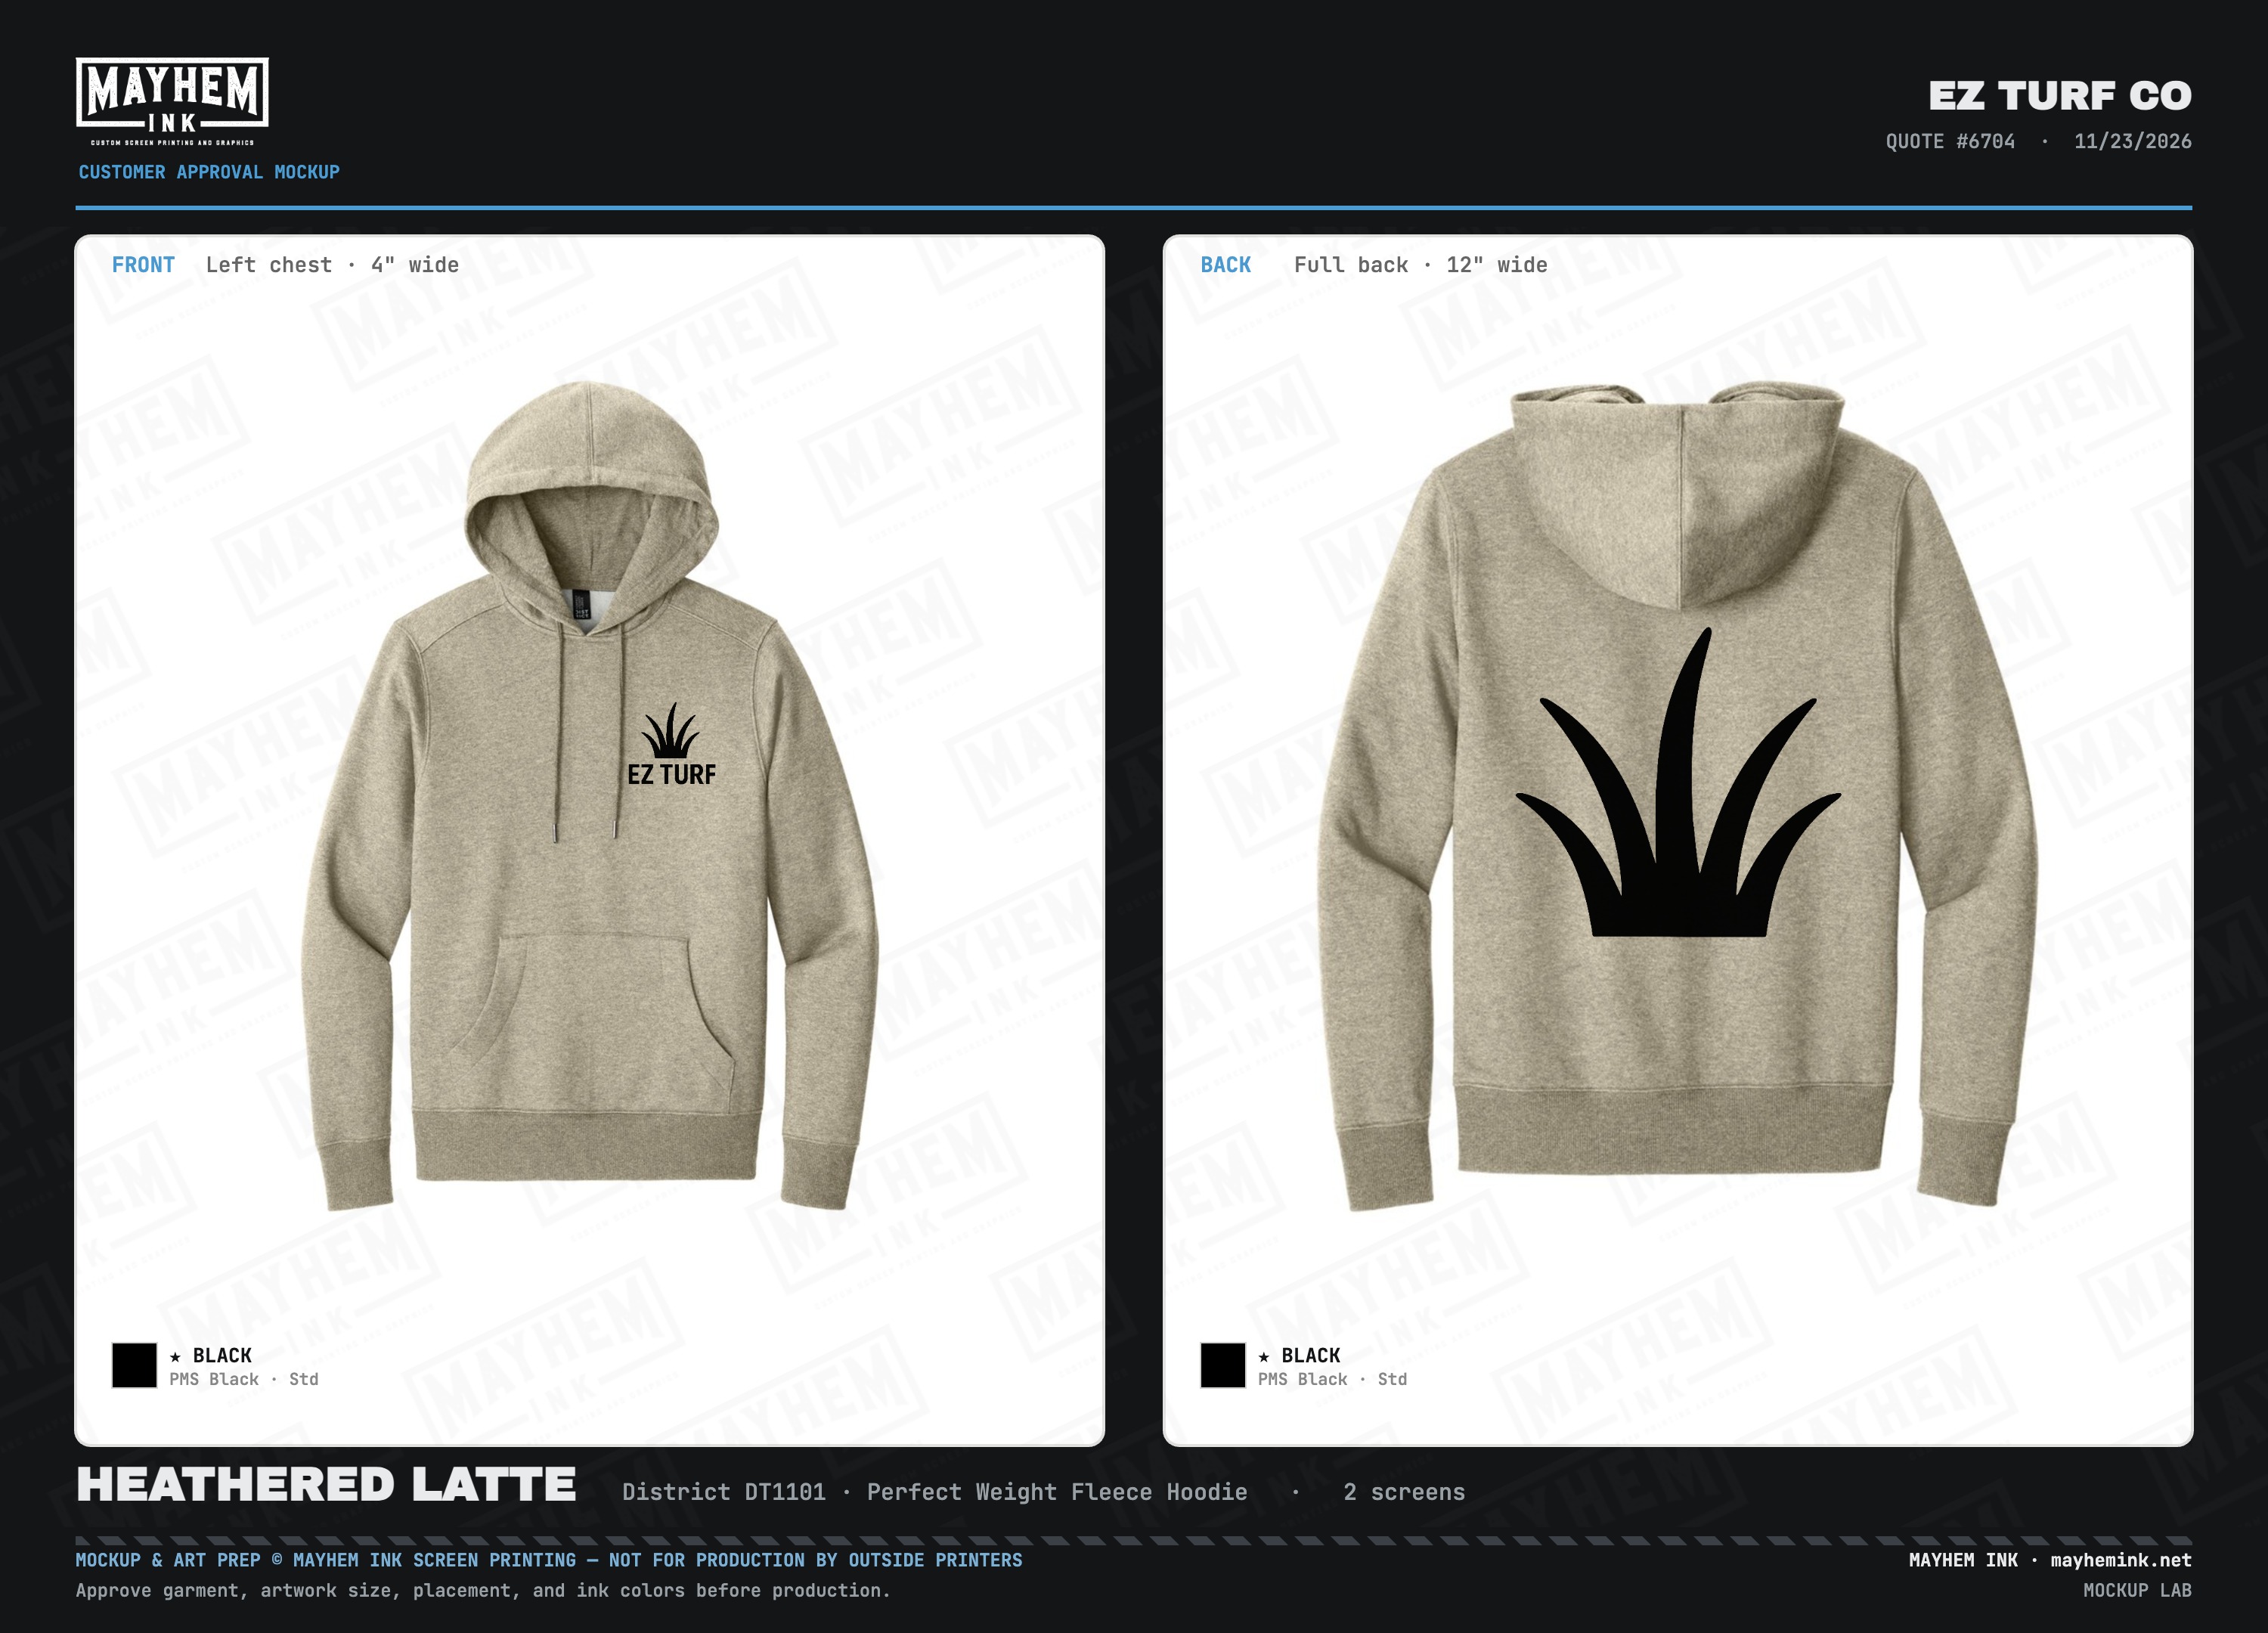 MAYHEM
INK
CUSTOM SCREEN PRINTING AND GRAPHICS
CUSTOMER APPROVAL MOCKUP
EZ TURF CO
QUOTE #6704 · 11/23/2026
FRONT Left chest · 4" wide
EZ TURF
★ BLACK
PMS Black · Std
BACK Full back · 12" wide
★ BLACK
PMS Black · Std
HEATHERED LATTE District DT1101 · Perfect Weight Fleece Hoodie · 2 screens
MOCKUP & ART PREP © MAYHEM INK SCREEN PRINTING — NOT FOR PRODUCTION BY OUTSIDE PRINTERS
Approve garment, artwork size, placement, and ink colors before production.
MAYHEM INK · mayhemink.net
MOCKUP LAB